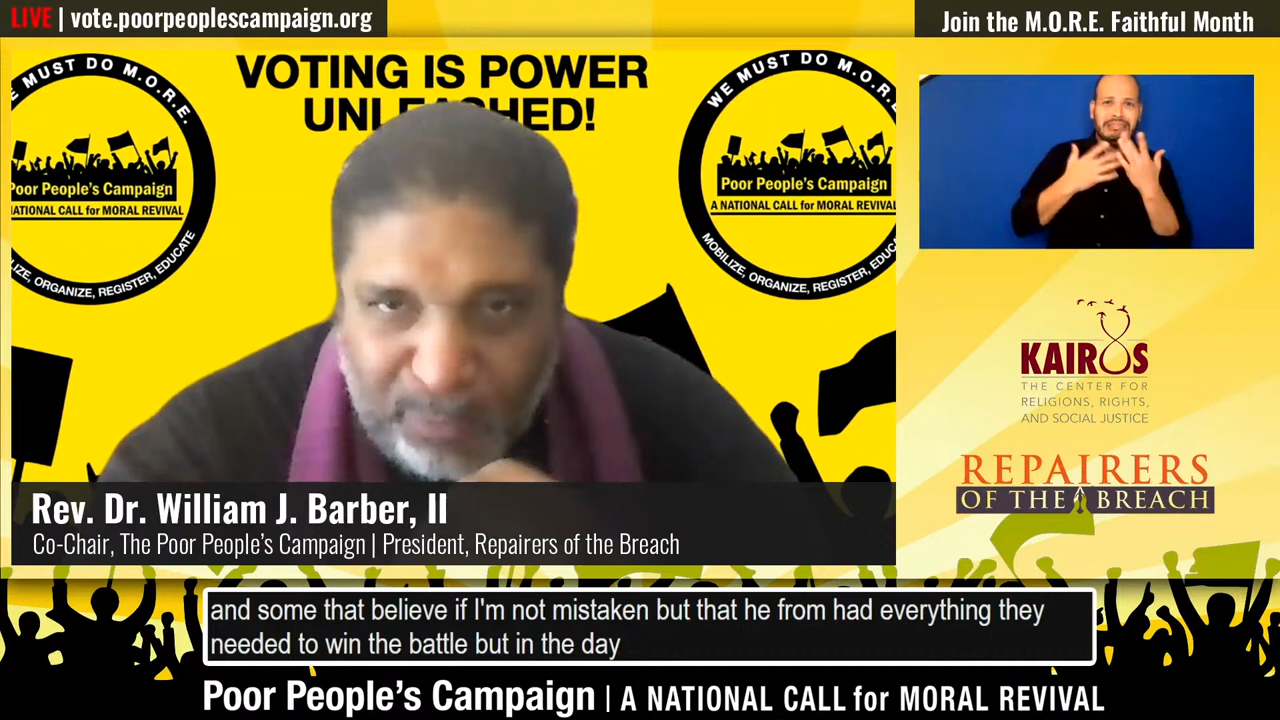 LIVE | vote.poorpeoplescampaign.org
Join the M.O.R.E. Faithful Month
E MUST DO M.O.R.E.
Poor People's Campaign
NATIONAL CALL for MORAL REVIVAL
ORGANIZE, REGISTER, EDUCATE
VOTING IS POWER
UNLEASHED!
WE MUST DO M.O.R.E.
Poor People's Campaign
A NATIONAL CALL for MORAL REVIVAL
MOBILIZE, ORGANIZE, REGISTER, EDUC
KAIROS
THE CENTER FOR
RELIGIONS, RIGHTS,
AND SOCIAL JUSTICE
REPAIRERS
OF THE BREACH
Rev. Dr. William J. Barber, II
Co-Chair, The Poor People's Campaign | President, Repairers of the Breach
and some that believe if I'm not mistaken but that he from had everything they
needed to win the battle but in the day
Poor People's Campaign | A NATIONAL CALL for MORAL REVIVAL